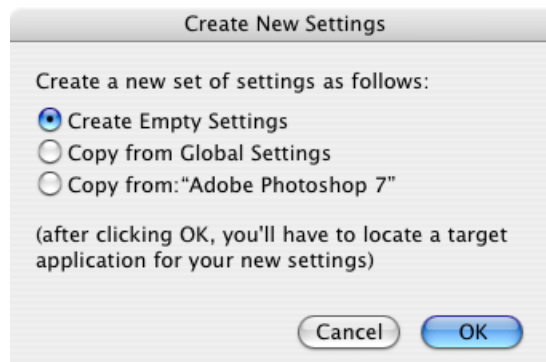 Create New Settings
Create a new set of settings as follows:
Create Empty Settings
Copy from Global Settings
Copy from:“Adobe Photoshop 7”
(after clicking OK, you'll have to locate a target
application for your new settings)
Cancel
OK